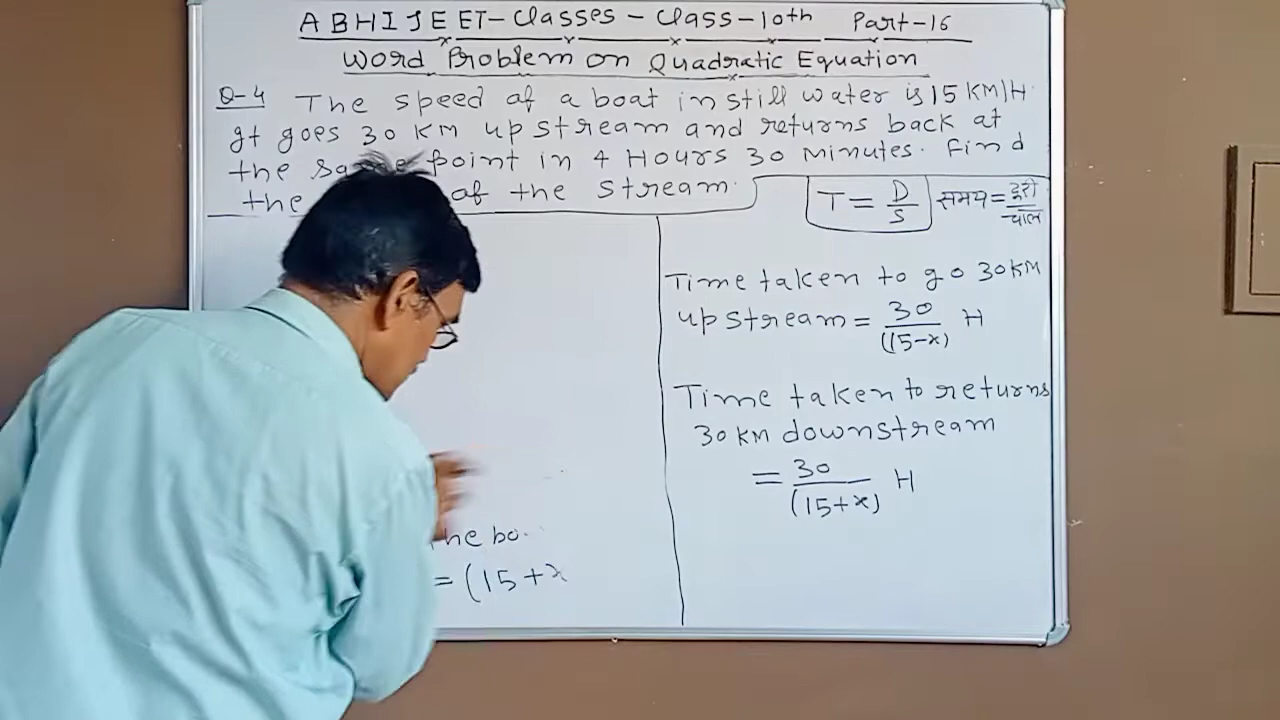 ABHIJEET-Classes-Class-10th Part-16
Word Problem on Quadratic Equation
Q-4 The speed of a boat in still water is 15 KM/H.
It goes 30 KM upstream and returns back at
the point in 4 Hours 30 Minutes. Find
the of the stream.
T = D/S समय = दूरी/चाल
Time taken to go 30KM
upstream = 30/(15-x) H
Time taken to returns
30 KM downstream
= 30/(15+x) H
the bo
= (15+x